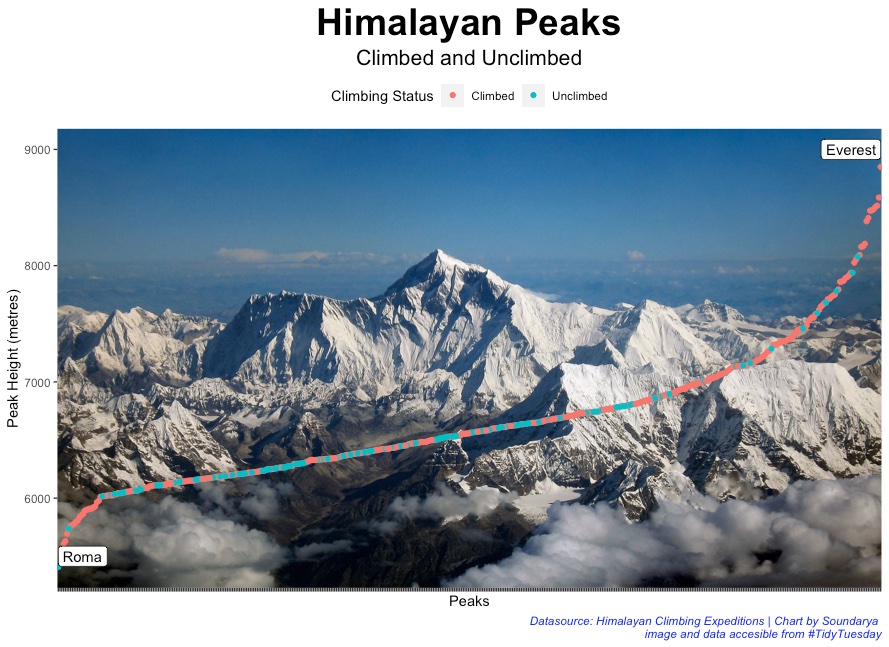 Himalayan Peaks
Climbed and Unclimbed
Climbing Status Climbed Unclimbed
9000
8000
7000
6000
Peak Height (metres)
Everest
Roma
Peaks
Datasource: Himalayan Climbing Expeditions | Chart by Soundarya
image and data accesible from #TidyTuesday